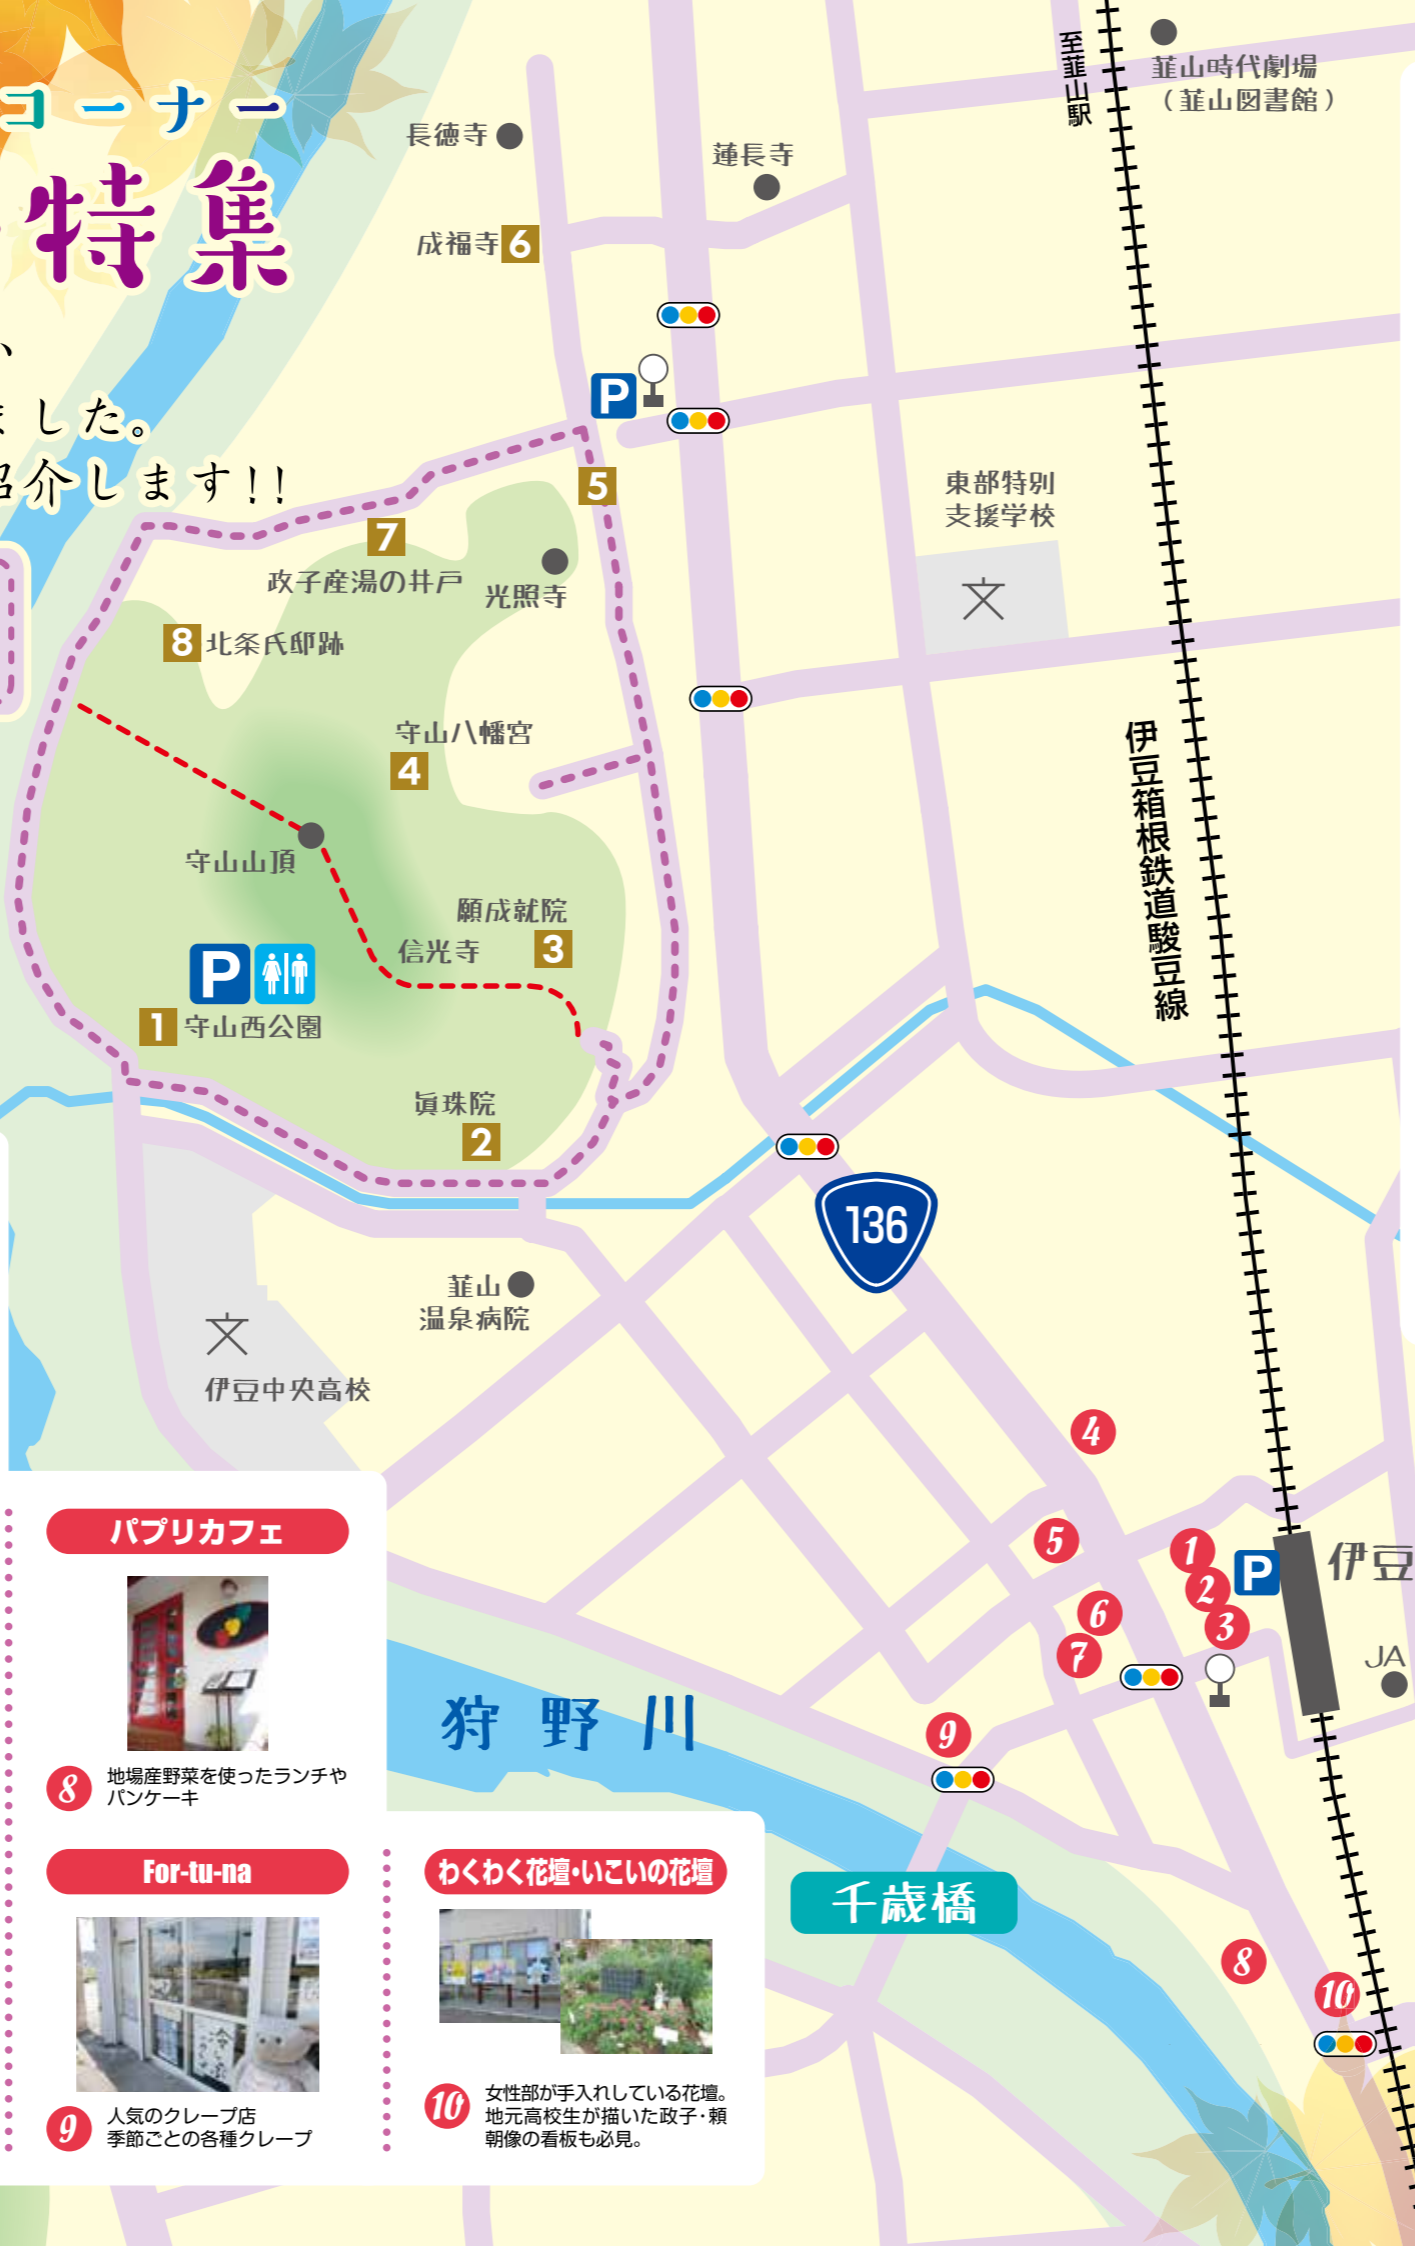 コーナー
特集
、
ました。
紹介します!!
至韮山駅
韮山時代劇場
（韮山図書館）
長徳寺
蓮長寺
成福寺 6
P
5
東部特別
支援学校
文
7
政子産湯の井戸
光照寺
8 北条氏邸跡
守山八幡宮
4
伊豆箱根鉄道駿豆線
守山山頂
願成就院
3
信光寺
P
1 守山西公園
眞珠院
2
136
韮山
温泉病院
文
伊豆中央高校
4
5
1
2
3
P
伊豆
6
7
JA
9
狩野川
千歳橋
8
10
パプリカフェ
8 地場産野菜を使ったランチや
パンケーキ
For-tu-na
9 人気のクレープ店
季節ごとの各種クレープ
わくわく花壇・いこいの花壇
10 女性部が手入れしている花壇。
地元高校生が描いた政子・頼
朝像の看板も必見。